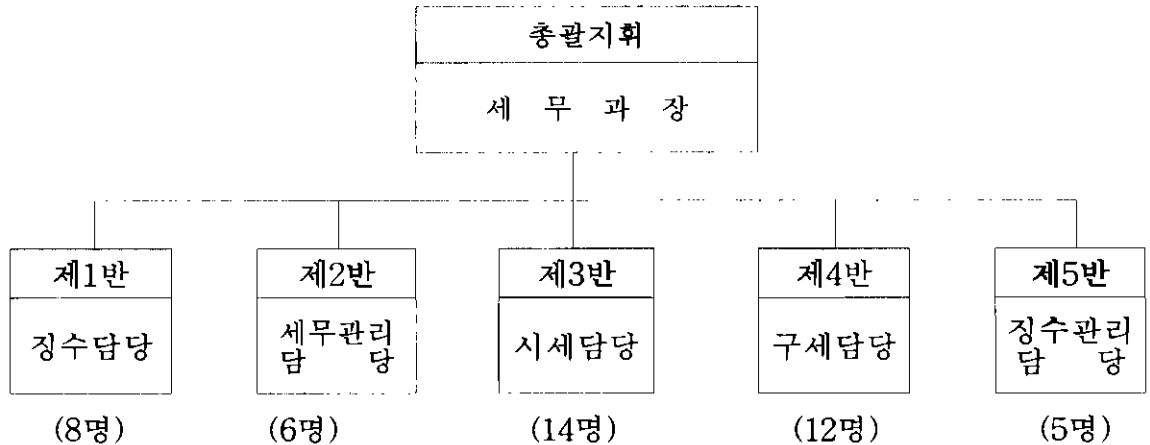 총괄지휘
세 무 과 장
제1반 제2반 제3반 제4반 제5반
징수담당 세무관리 담 당 시세담당 구세담당 징수관리 담 당
(8명) (6명) (14명) (12명) (5명)